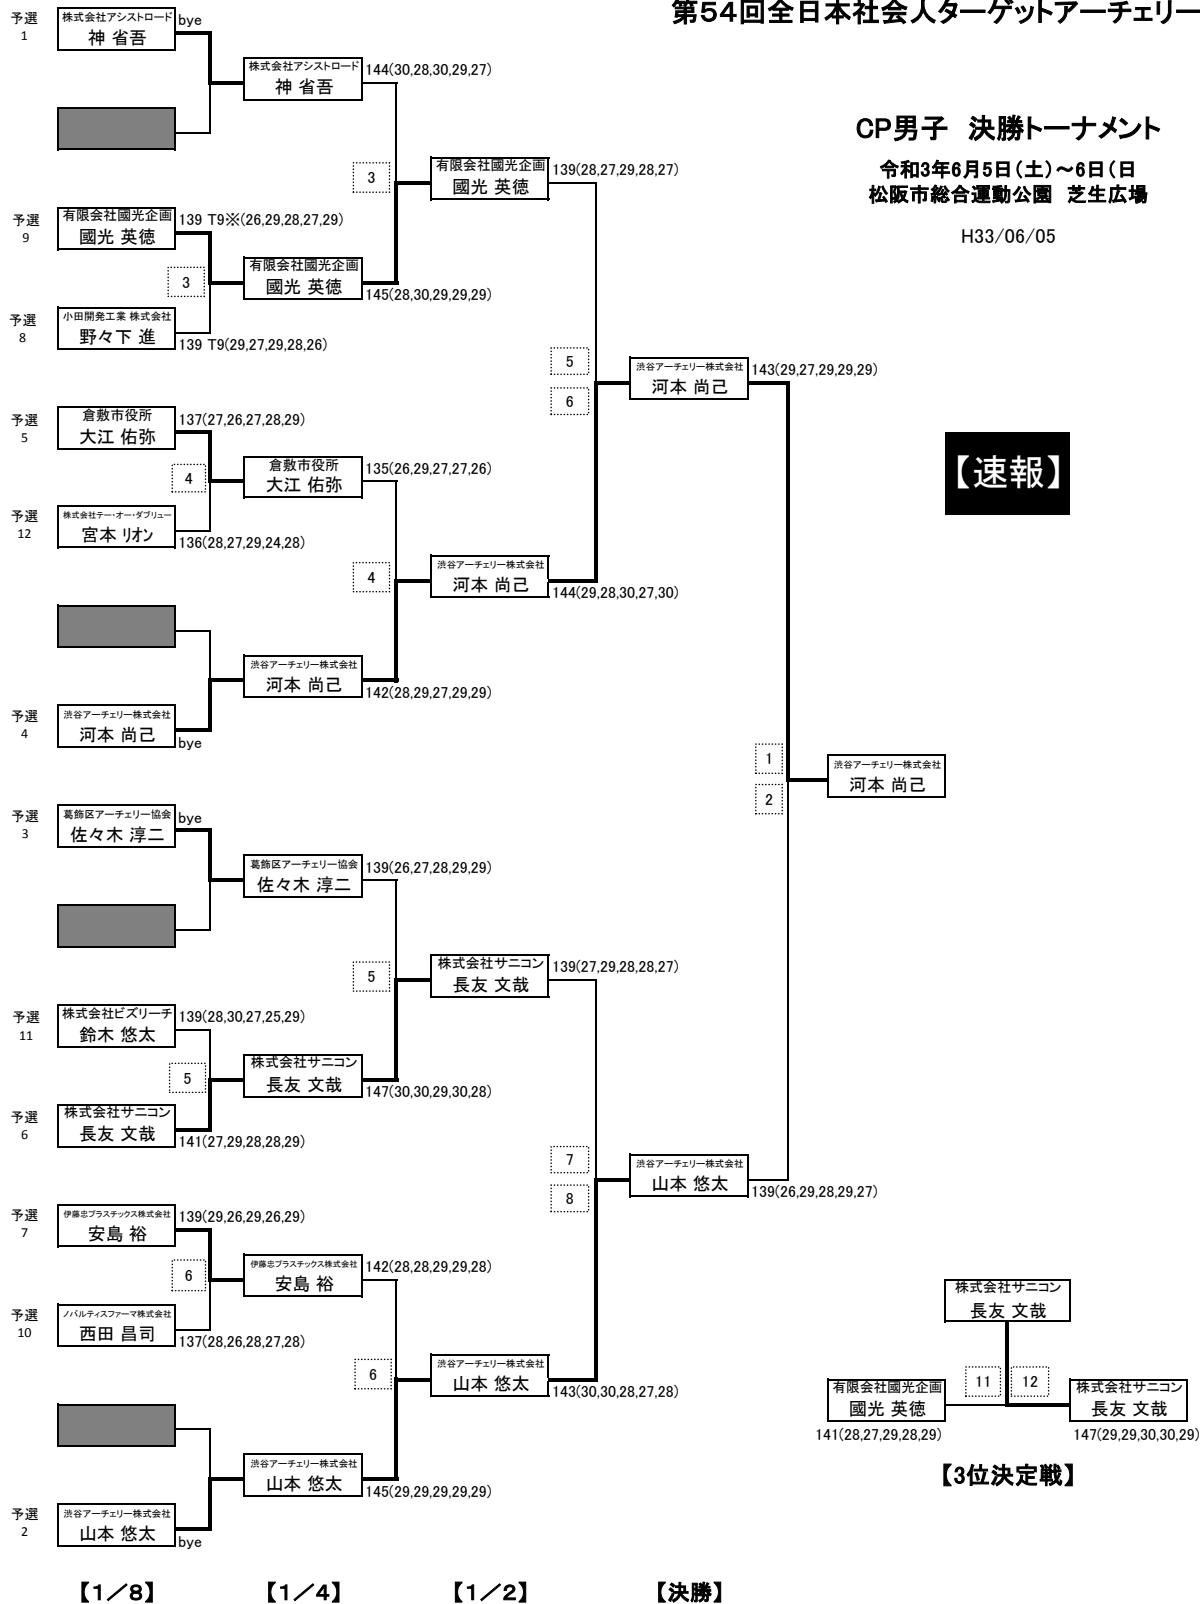 第54回全日本社会人ターゲットアーチェリー
CP男子　決勝トーナメント
令和3年6月5日(土)～6日(日
松阪市総合運動公園　芝生広場
H33/06/05
【速報】
予選
1
株式会社アシストロード
神 省吾
bye
株式会社アシストロード
神 省吾
144(30,28,30,29,27)
3
有限会社國光企画
國光 英徳
139(28,27,29,28,27)
予選
9
有限会社國光企画
國光 英徳
139 T9※(26,29,28,27,29)
3
有限会社國光企画
國光 英徳
145(28,30,29,29,29)
予選
8
小田開発工業 株式会社
野々下 進
139 T9(29,27,29,28,26)
5
6
渋谷アーチェリー株式会社
河本 尚己
143(29,27,29,29,29)
予選
5
倉敷市役所
大江 佑弥
137(27,26,27,28,29)
4
倉敷市役所
大江 佑弥
135(26,29,27,27,26)
予選
12
株式会社テー・オー・ダブリュー
宮本 リオン
136(28,27,29,24,28)
4
渋谷アーチェリー株式会社
河本 尚己
144(29,28,30,27,30)
渋谷アーチェリー株式会社
河本 尚己
142(28,29,27,29,29)
予選
4
渋谷アーチェリー株式会社
河本 尚己
bye
1
2
渋谷アーチェリー株式会社
河本 尚己
予選
3
葛飾区アーチェリー協会
佐々木 淳二
bye
葛飾区アーチェリー協会
佐々木 淳二
139(26,27,28,29,29)
5
株式会社サニコン
長友 文哉
139(27,29,28,28,27)
予選
11
株式会社ビズリーチ
鈴木 悠太
139(28,30,27,25,29)
5
株式会社サニコン
長友 文哉
147(30,30,29,30,28)
予選
6
株式会社サニコン
長友 文哉
141(27,29,28,28,29)
7
8
渋谷アーチェリー株式会社
山本 悠太
139(26,29,28,29,27)
予選
7
伊藤忠プラスチックス株式会社
安島 裕
139(29,26,29,26,29)
6
伊藤忠プラスチックス株式会社
安島 裕
142(28,28,29,29,28)
予選
10
ノバルティスファーマ株式会社
西田 昌司
137(28,26,28,27,28)
6
渋谷アーチェリー株式会社
山本 悠太
143(30,30,28,27,28)
渋谷アーチェリー株式会社
山本 悠太
145(29,29,29,29,29)
予選
2
渋谷アーチェリー株式会社
山本 悠太
bye
株式会社サニコン
長友 文哉
11
12
有限会社國光企画
國光 英徳
141(28,27,29,28,29)
株式会社サニコン
長友 文哉
147(29,29,30,30,29)
【3位決定戦】
【1／8】
【1／4】
【1／2】
【決勝】